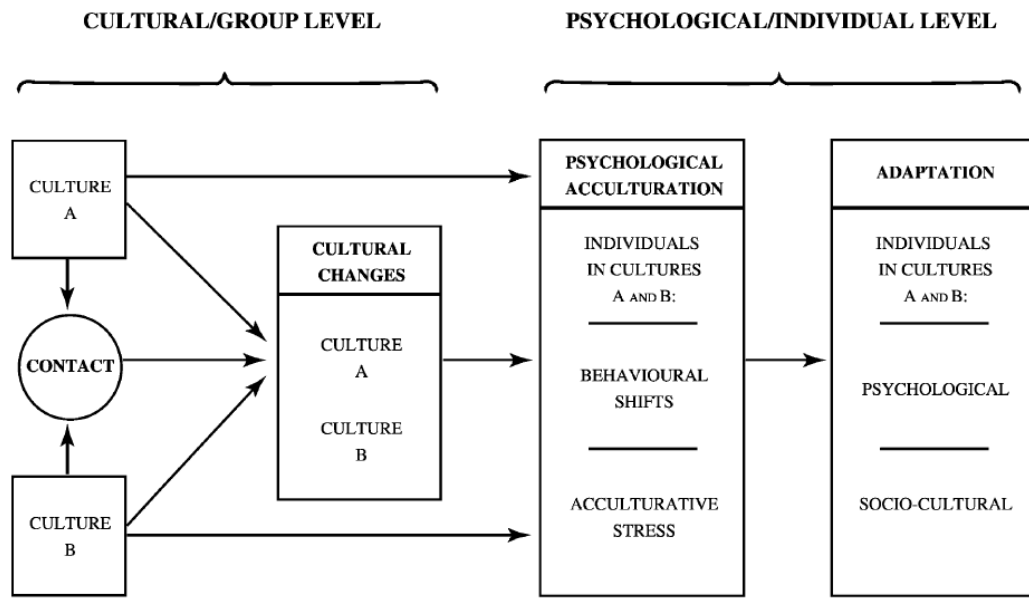 CULTURAL/GROUP LEVEL
PSYCHOLOGICAL/INDIVIDUAL LEVEL
CULTURE
A
CONTACT
CULTURE
B
CULTURAL
CHANGES
CULTURE
A
CULTURE
B
PSYCHOLOGICAL
ACCULTURATION
INDIVIDUALS
IN CULTURES
A AND B:
BEHAVIOURAL
SHIFTS
ACCULTURATIVE
STRESS
ADAPTATION
INDIVIDUALS
IN CULTURES
A AND B:
PSYCHOLOGICAL
SOCIO-CULTURAL